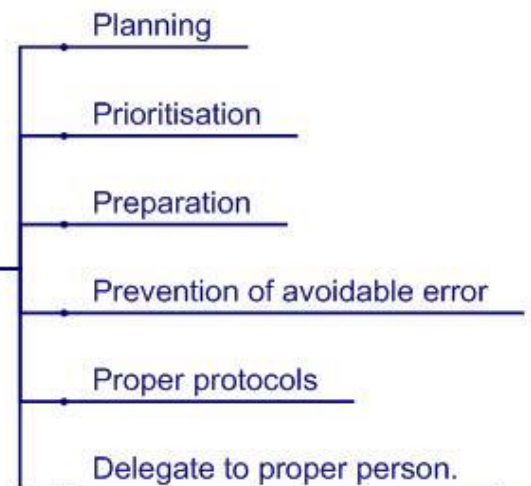 Planning
Prioritisation
Preparation
Prevention of avoidable error
Proper protocols
Delegate to proper person.